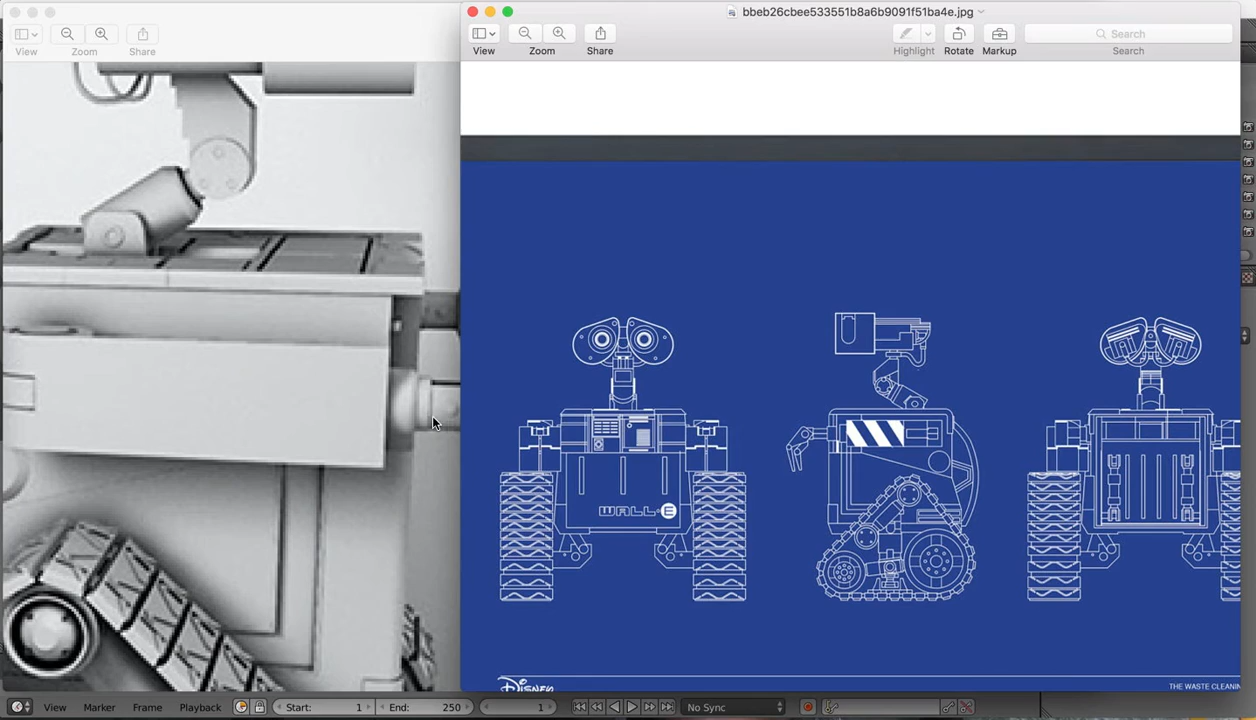 bbeb26cbee533551b8a6b9091f51ba4e.jpg
View
Zoom
Share
View
Zoom
Share
Highlight
Rotate
Markup
Search
Search
WALL·E
DISNEY
THE WASTE CLEANIN
View
Marker
Frame
Playback
Start: 1
End: 250
1
No Sync